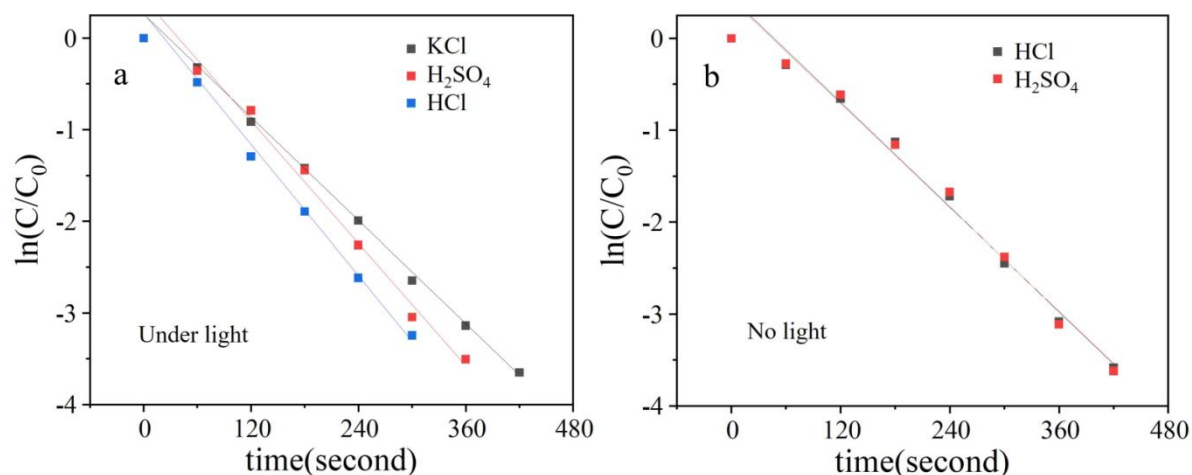 a
KCl
H₂SO₄
HCl
Under light
ln(C/C₀)
0
-1
-2
-3
-4
0 120 240 360 480
time(second)
b
HCl
H₂SO₄
No light
ln(C/C₀)
0
-1
-2
-3
-4
0 120 240 360 480
time(second)